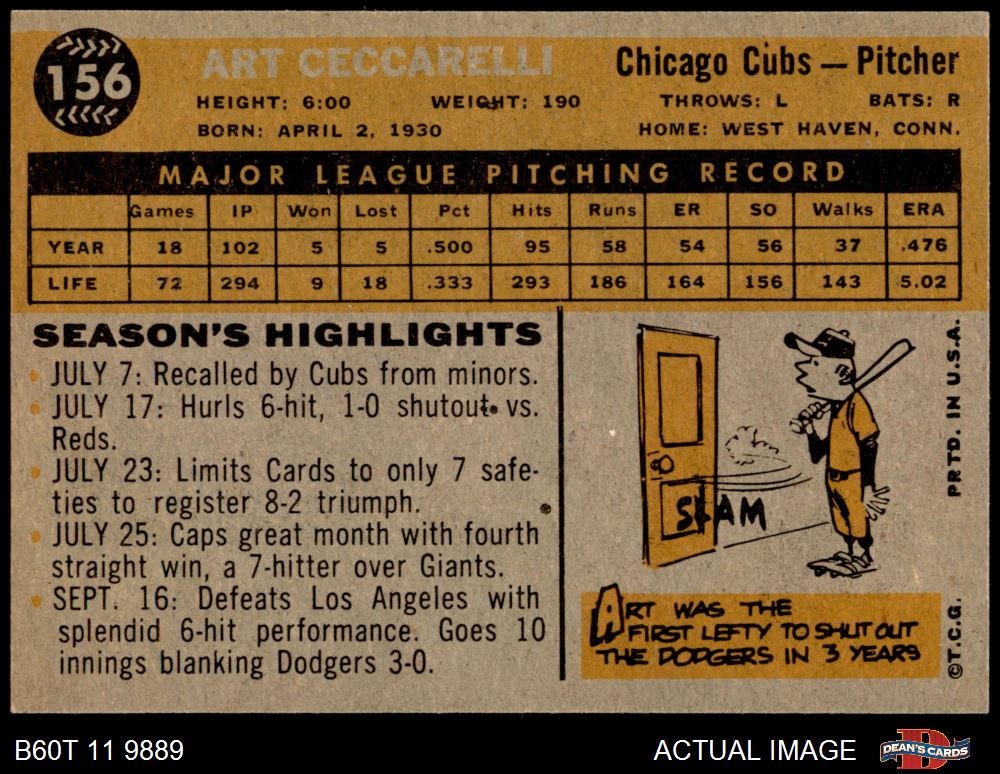 156
ART CECCARELLI
Chicago Cubs — Pitcher
HEIGHT: 6:00 WEIGHT: 190 THROWS: L BATS: R
BORN: APRIL 2, 1930 HOME: WEST HAVEN, CONN.
MAJOR LEAGUE PITCHING RECORD
Games IP Won Lost Pct Hits Runs ER SO Walks ERA
YEAR 18 102 5 5 .500 95 58 54 56 37 .476
LIFE 72 294 9 18 .333 293 186 164 156 143 5.02
SEASON'S HIGHLIGHTS
• JULY 7: Recalled by Cubs from minors.
• JULY 17: Hurls 6-hit, 1-0 shutout vs.
Reds.
• JULY 23: Limits Cards to only 7 safe-
ties to register 8-2 triumph.
• JULY 25: Caps great month with fourth
straight win, a 7-hitter over Giants.
• SEPT. 16: Defeats Los Angeles with
splendid 6-hit performance. Goes 10
innings blanking Dodgers 3-0.
SLAM
ART WAS THE
FIRST LEFTY TO SHUT OUT
THE DODGERS IN 3 YEARS
©T.C.G. PRTD. IN U.S.A.
B60T 11 9889
ACTUAL IMAGE
D
DEAN'S CARDS